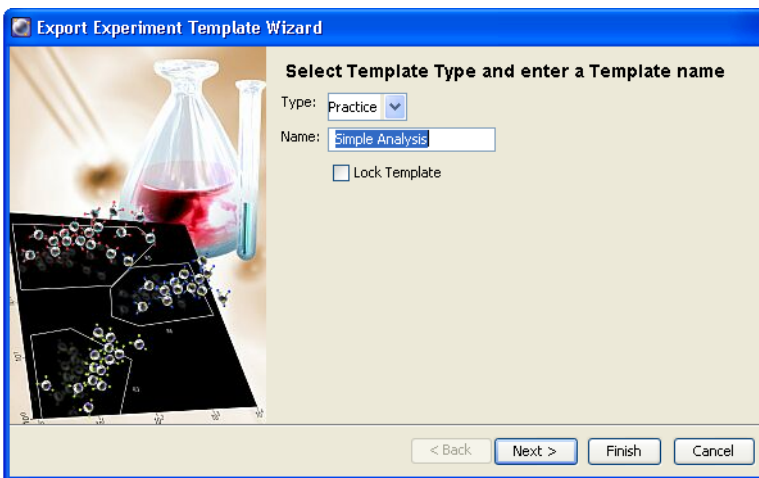 Export Experiment Template Wizard
Select Template Type and enter a Template name
Type: Practice
Name: Simple Analysis
Lock Template
< Back Next > Finish Cancel